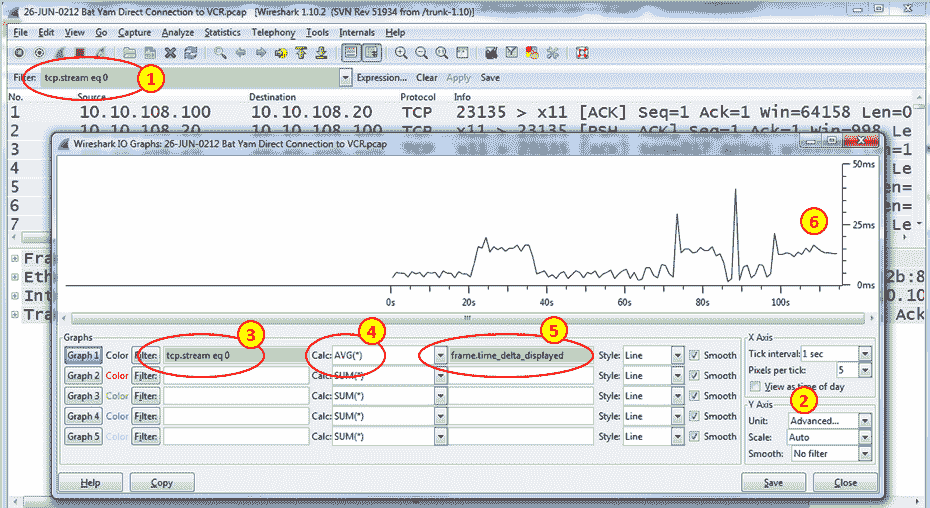 26-JUN-0212 Bat Yam Direct Connection to VCR.pcap [Wireshark 1.10.2 (SVN Rev 51934 from /trunk-1.10)]
File Edit View Go Capture Analyze Statistics Telephony Tools Internals Help
Filter: tcp.stream eq 0 1 Expression... Clear Apply Save
No. Source Destination Protocol Info
1 10.10.108.100 10.10.108.20 TCP 23135 > x11 [ACK] Seq=1 Ack=1 Win=64158 Len=0
2 10.10.108.20 10.10.108.100 TCP x11 > 23135 [PSH, ACK] Seq=1 Ack=1 Win=998 Le
3 =1
Wireshark IO Graphs: 26-JUN-0212 Bat Yam Direct Connection to VCR.pcap
4 Le
5 n=
6 Le
7 n=
50ms
25ms
0ms
6
0s 20s 40s 60s 80s 100s
Fra
Eth 2b:8
Int 0.10
Tra Ack
Graphs
Graph 1 Color Filter: tcp.stream eq 0 3 Calc: AVG(*) 4 frame.time_delta_displayed 5 Style: Line Smooth
Graph 2 Color Filter: Calc: SUM(*) Style: Line Smooth
Graph 3 Color Filter: Calc: SUM(*) Style: Line Smooth
Graph 4 Color Filter: Calc: SUM(*) Style: Line Smooth
Graph 5 Color Filter: Calc: SUM(*) Style: Line Smooth
X Axis
Tick interval: 1 sec
Pixels per tick: 5
View as time of day
Y Axis 2
Unit: Advanced...
Scale: Auto
Smooth: No filter
Help Copy Save Close